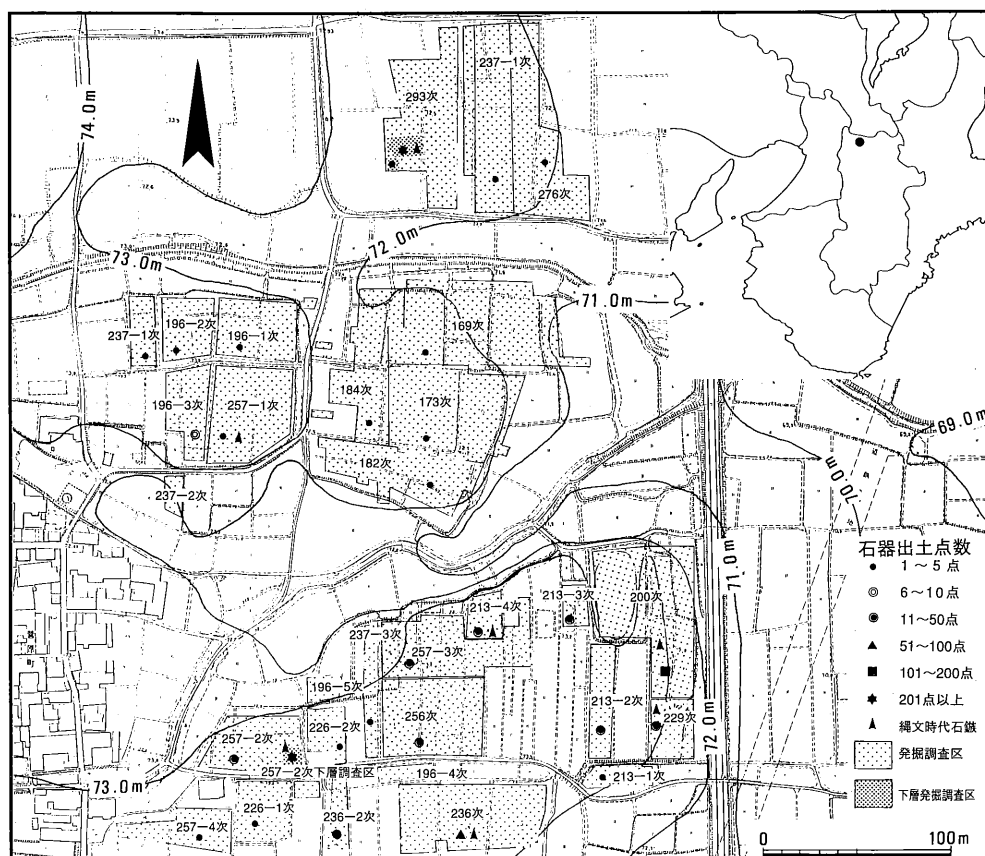 237−1次
293次
74.0m
276次
72.0m
73.0m
71.0m
237−1次
196−2次
196−1次
169次
184次
173次
196−3次
257−1次
182次
69.0m
70.0m
237−2次
71.0m
石器出土点数
1〜5点
6〜10点
11〜50点
51〜100点
101〜200点
201点以上
縄文時代石鏃
発掘調査区
下層発掘調査区
213−3次
213−4次
200次
237−3次
257−3次
196−5次
213−2次
229次
72.0m
226−2次
256次
257−2次
257−2次下層調査区
196−4次
213−1次
73.0m
226−1次
236−2次
236次
257−4次
0 100m